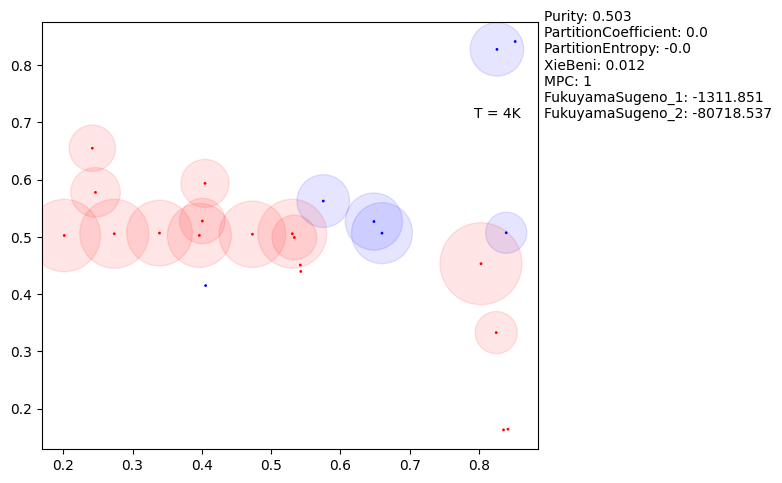 Purity: 0.503
PartitionCoefficient: 0.0
PartitionEntropy: -0.0
XieBeni: 0.012
MPC: 1
FukuyamaSugeno_1: -1311.851
FukuyamaSugeno_2: -80718.537
T = 4K
0.8
0.7
0.6
0.5
0.4
0.3
0.2
0.2 0.3 0.4 0.5 0.6 0.7 0.8